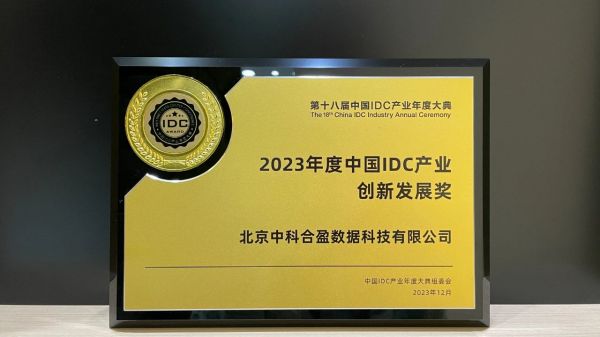 IDC
AWARD
第十八届中国IDC产业年度大典
The 18th China IDC Industry Annual Ceremony
2023年度中国IDC产业
创新发展奖
北京中科合盈数据科技有限公司
中国IDC产业年度大典组委会
2023年12月